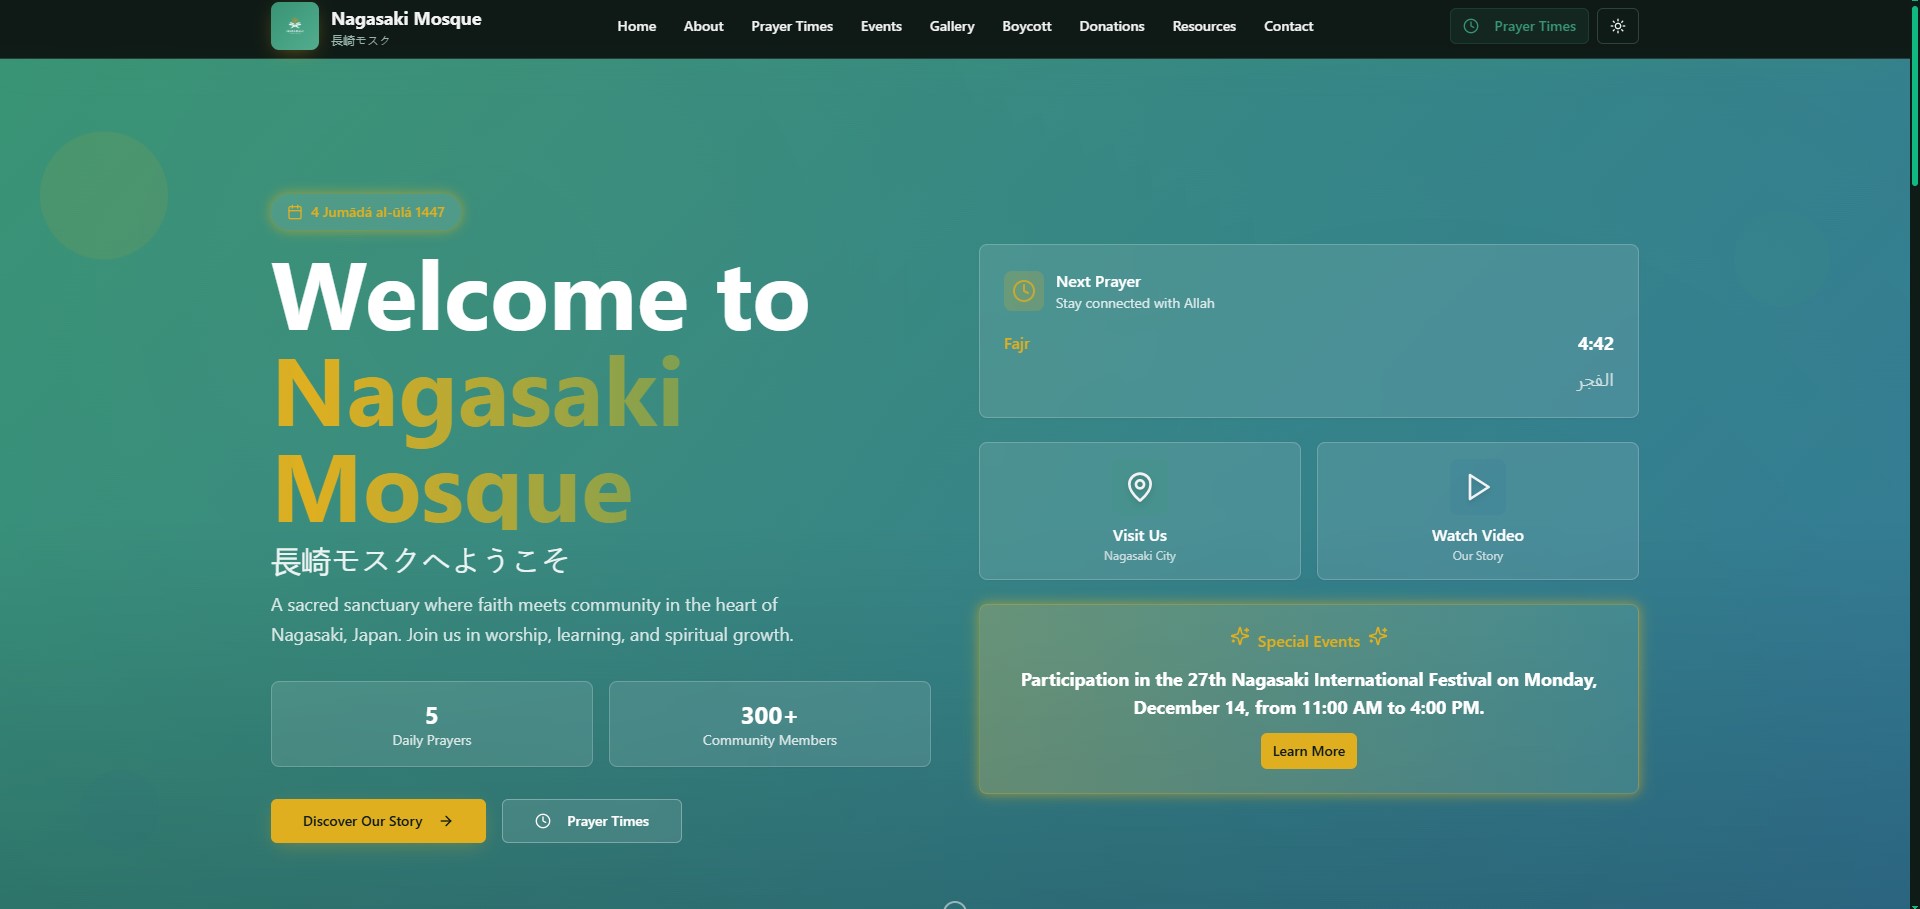 Nagasaki Mosque
長崎モスク
Home
About
Prayer Times
Events
Gallery
Boycott
Donations
Resources
Contact
Prayer Times
4 Jumādá al-ūlá 1447
Welcome to
Nagasaki
Mosque
長崎モスクへようこそ
A sacred sanctuary where faith meets community in the heart of
Nagasaki, Japan. Join us in worship, learning, and spiritual growth.
5
Daily Prayers
300+
Community Members
Discover Our Story
Prayer Times
Next Prayer
Stay connected with Allah
Fajr
4:42
الفجر
Visit Us
Nagasaki City
Watch Video
Our Story
Special Events
Participation in the 27th Nagasaki International Festival on Monday,
December 14, from 11:00 AM to 4:00 PM.
Learn More